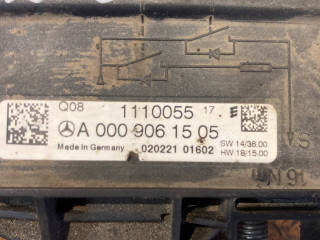 Q08 1110055 17 E
A 000 906 15 05
Made in Germany 020221 01602
SW 14/36.00
HW 18/15.00